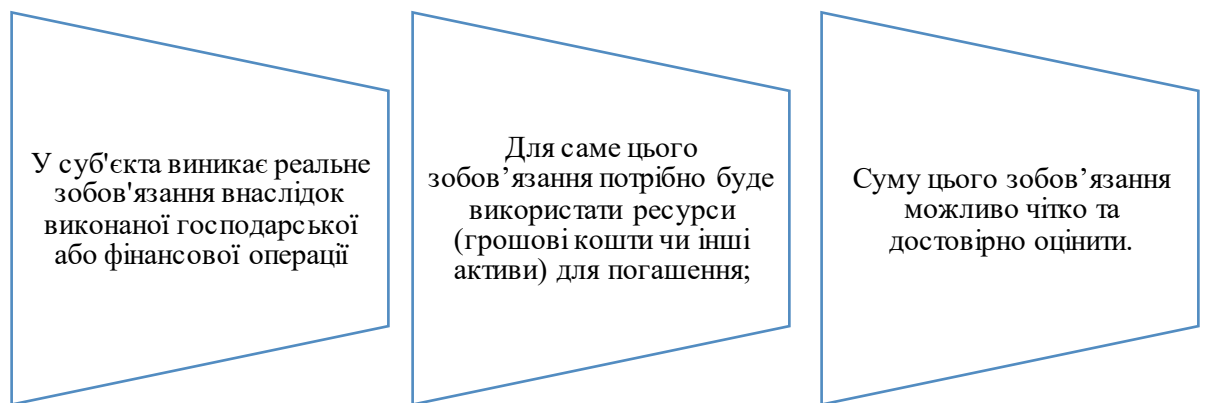 У суб'єкта виникає реальне
зобов'язання внаслідок
виконаної господарської
або фінансової операції
Для саме цього
зобов’язання потрібно буде
використати ресурси
(грошові кошти чи інші
активи) для погашення;
Суму цього зобов’язання
можливо чітко та
достовірно оцінити.